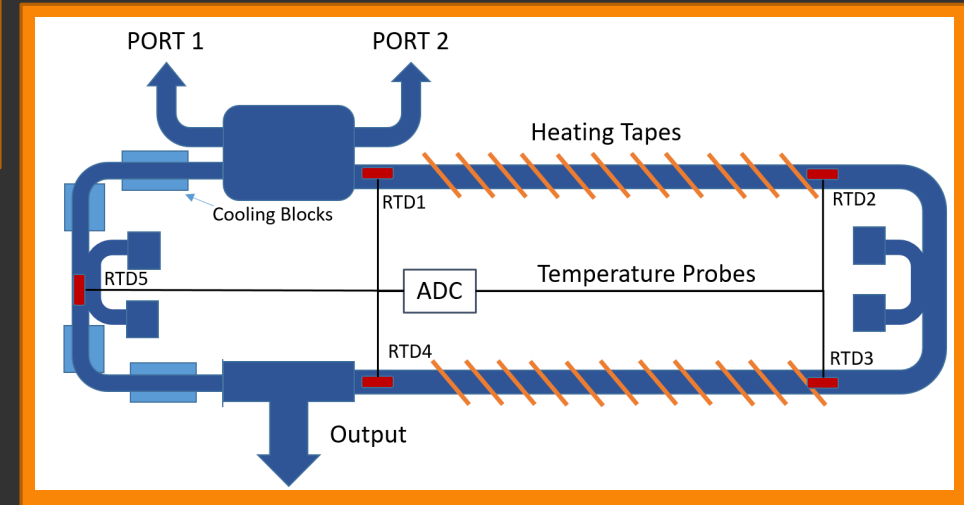 PORT 1
PORT 2
Heating Tapes
RTD1
RTD2
Cooling Blocks
RTD5
ADC
Temperature Probes
RTD4
RTD3
Output